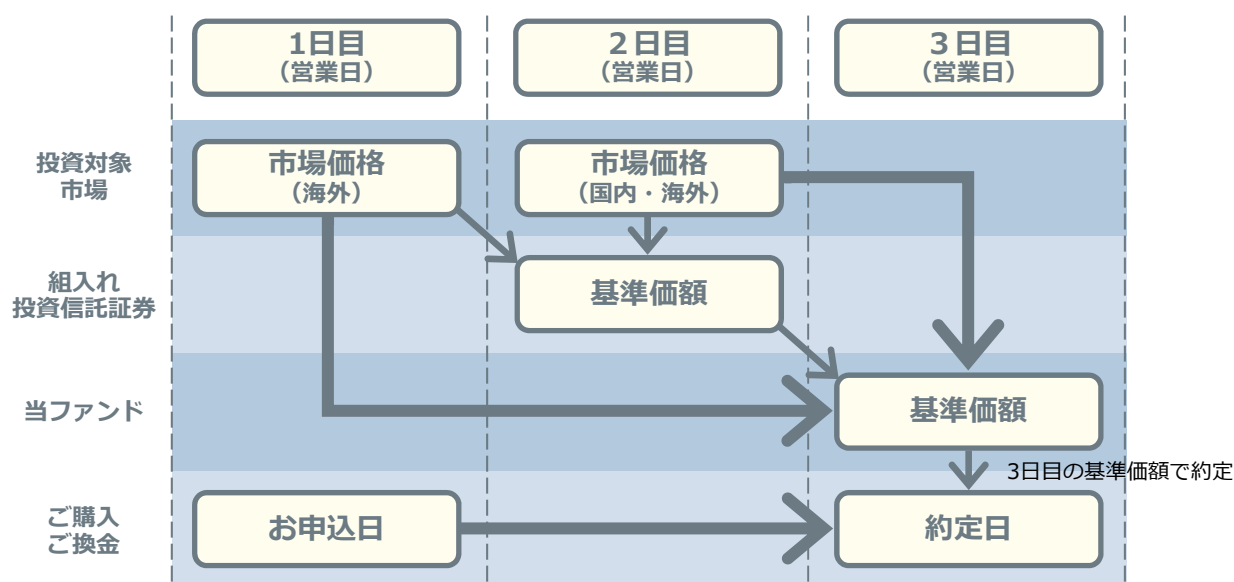 1日目
（営業日）
２日目
（営業日）
３日目
（営業日）
投資対象
市場
市場価格
（海外）
市場価格
（国内・海外）
組入れ
投資信託証券
基準価額
当ファンド
基準価額
3日目の基準価額で約定
ご購入
ご換金
お申込日
約定日